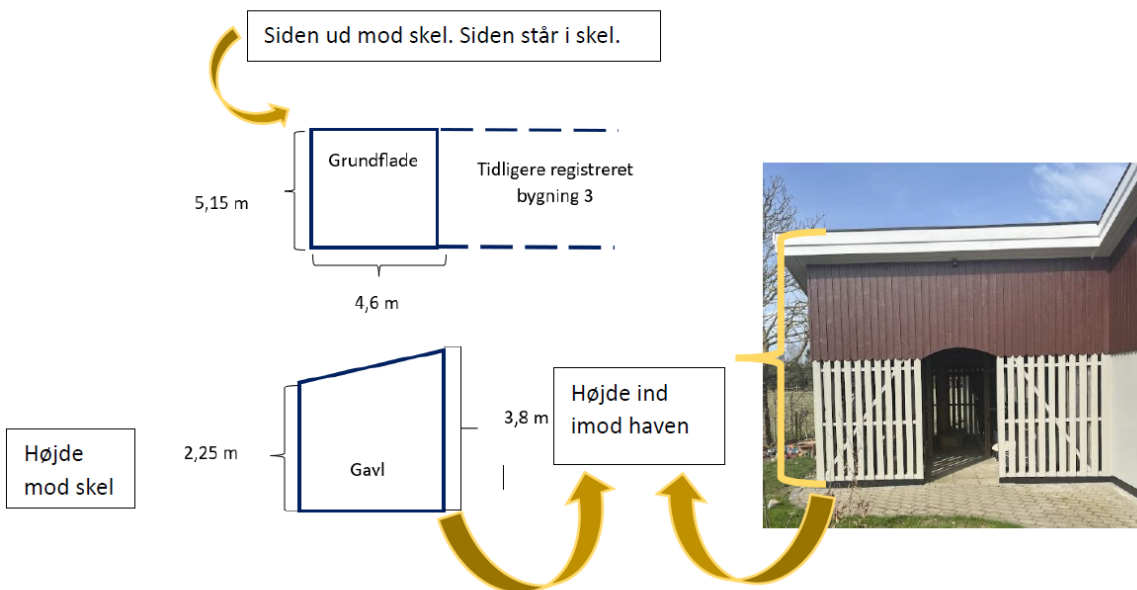 Siden ud mod skel. Siden står i skel.
Grundflade
Tidligere registreret
bygning 3
5,15 m
4,6 m
Højde
mod skel
2,25 m
Gavl
3,8 m
Højde ind
imod haven